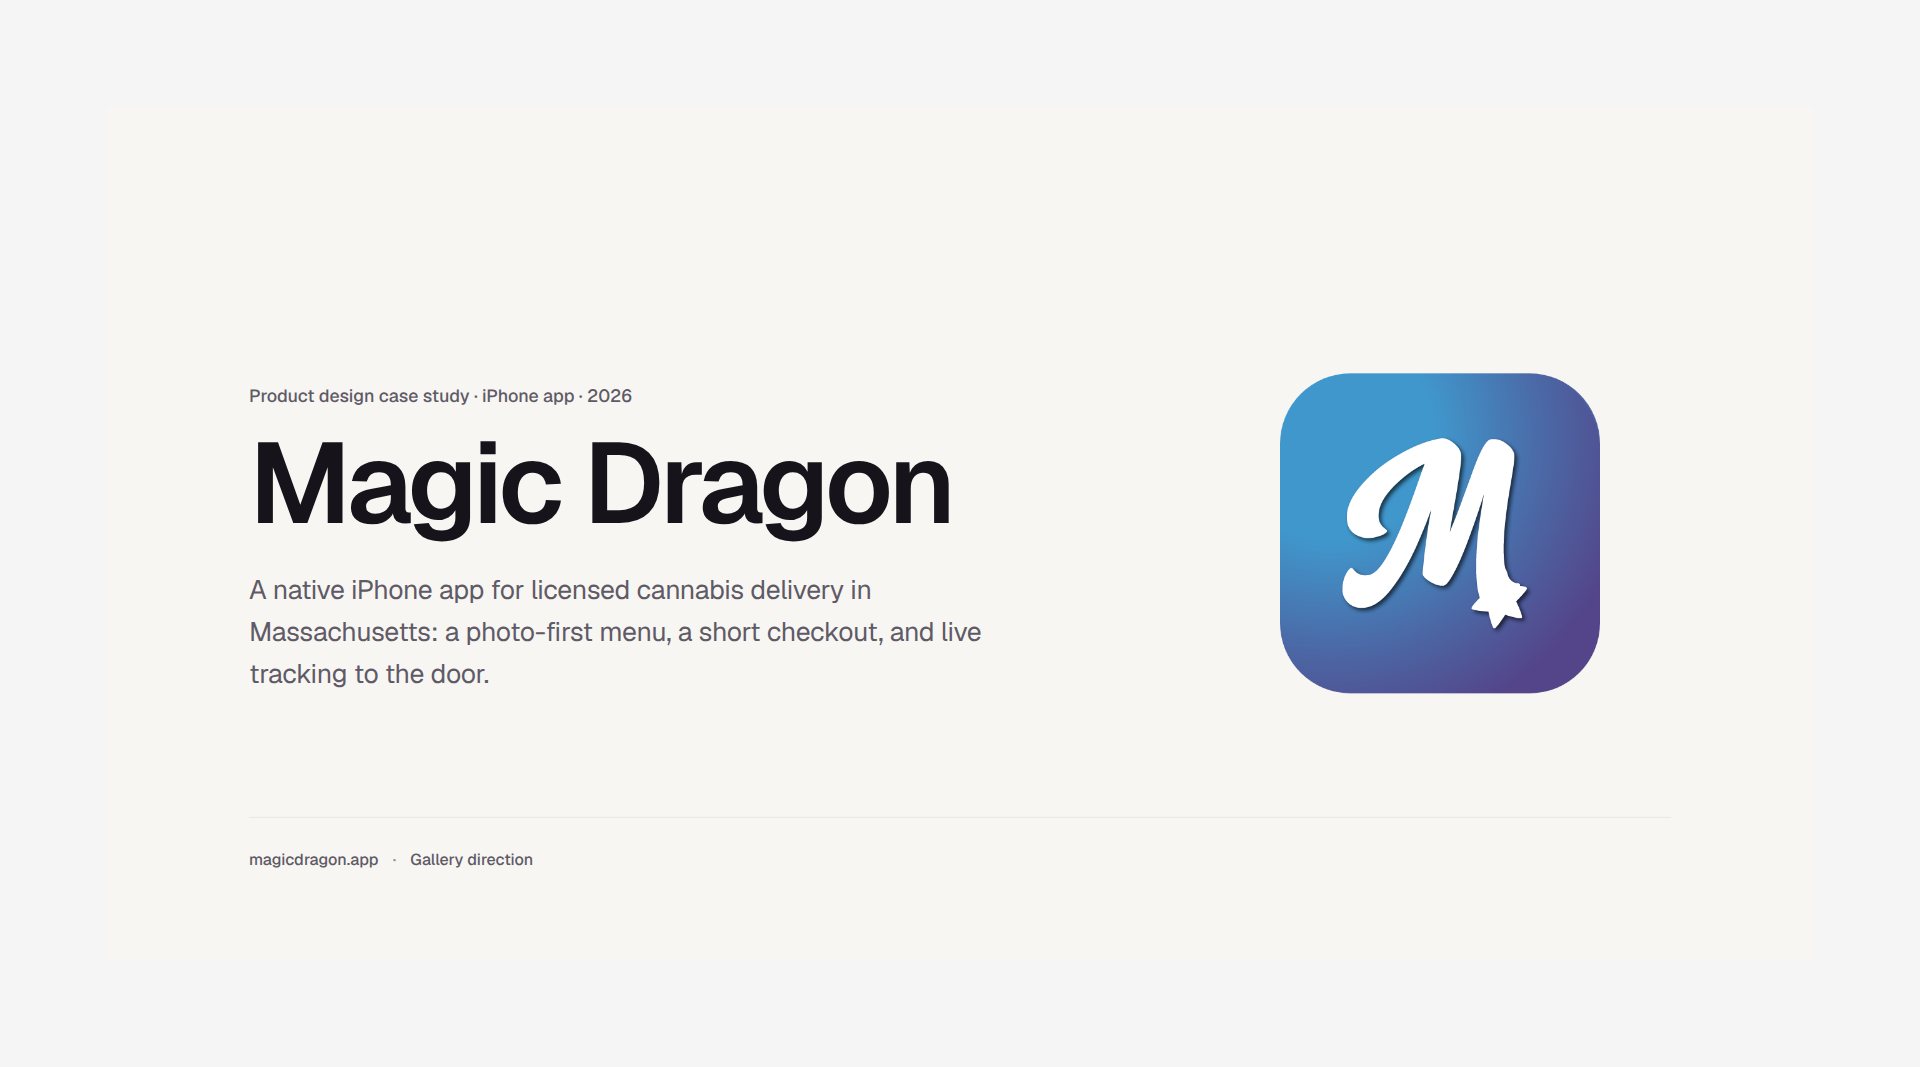 Product design case study · iPhone app · 2026
Magic Dragon
A native iPhone app for licensed cannabis delivery in
Massachusetts: a photo-first menu, a short checkout, and live
tracking to the door.
M
magicdragon.app · Gallery direction